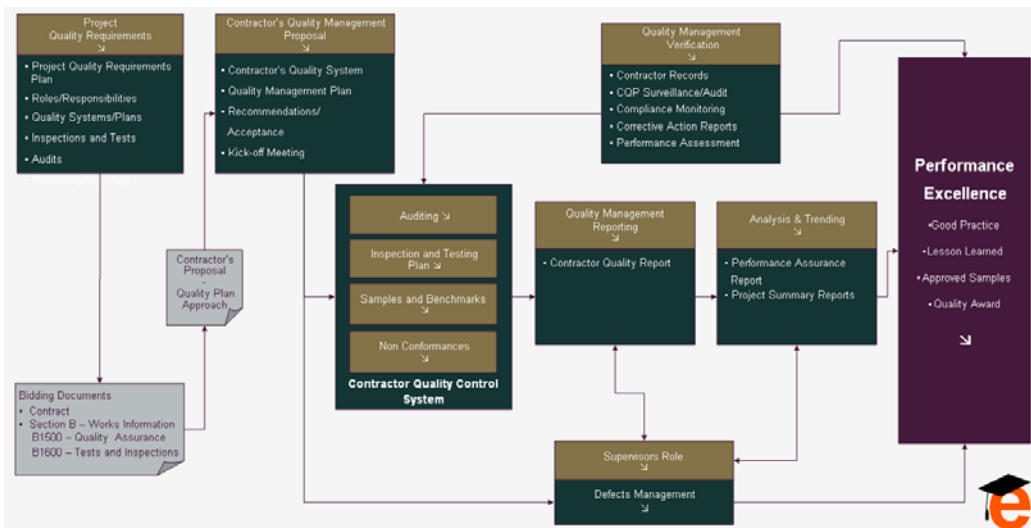 Project
Quality Requirements
• Project Quality Requirements
Plan
• Roles/Responsibilities
• Quality Systems/Plans
• Inspections and Tests
• Audits
Contractor's Quality Management
Proposal
• Contractor's Quality System
• Quality Management Plan
• Recommendations/
Acceptance
• Kick-off Meeting
Quality Management
Verification
• Contractor Records
• CQP Surveillance/Audit
• Compliance Monitoring
• Corrective Action Reports
• Performance Assessment
Performance
Excellence
•Good Practice
•Lesson Learned
•Approved Samples
•Quality Award
Auditing
Inspection and Testing
Plan
Samples and Benchmarks
Non Conformances
Contractor Quality Control
System
Quality Management
Reporting
• Contractor Quality Report
Analysis & Trending
• Performance Assurance
Report
• Project Summary Reports
Contractor's
Proposal
-
Quality Plan
Approach
Bidding Documents
• Contract
• Section B – Works Information
B1500 – Quality Assurance
B1600 – Tests and Inspections
Supervisors Role
Defects Management
e